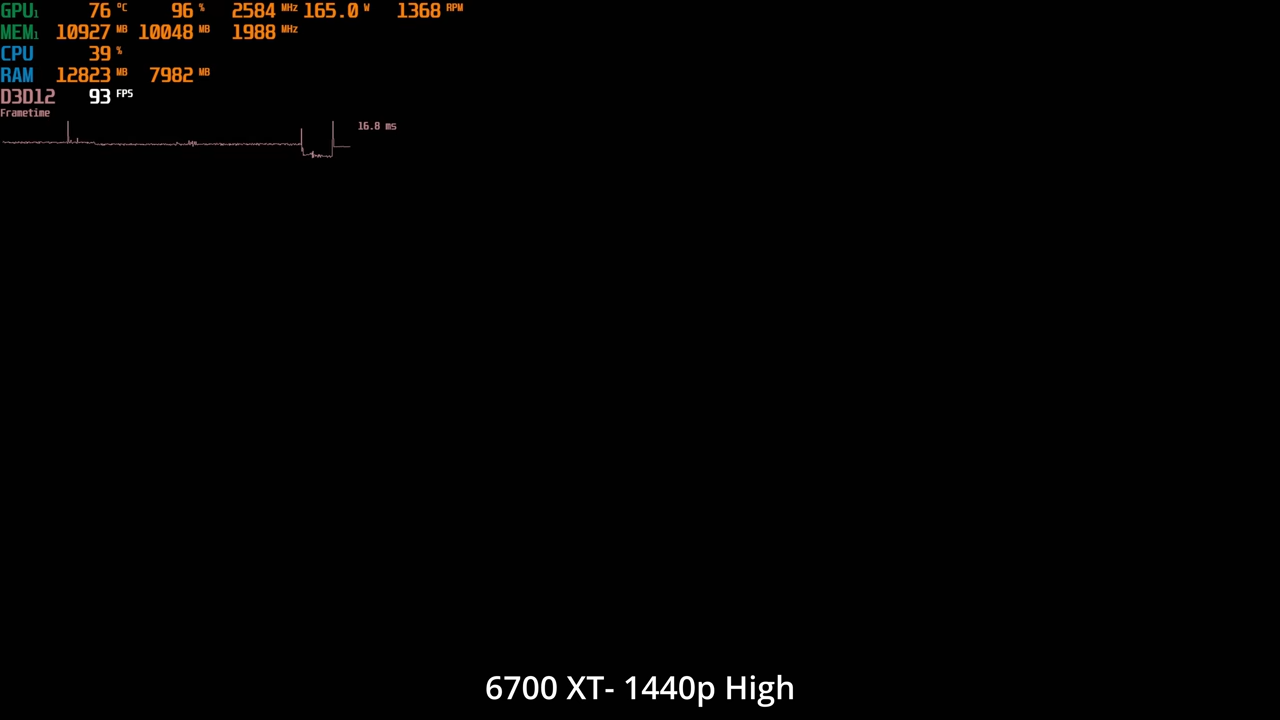 GPU1 76 °C 96 % 2584 MHz 165.0 W 1368 RPM
MEM1 10927 MB 10048 MB 1988 MHz
CPU 39 %
RAM 12823 MB 7982 MB
D3D12 93 FPS
Frametime
16.8 ms
6700 XT- 1440p High